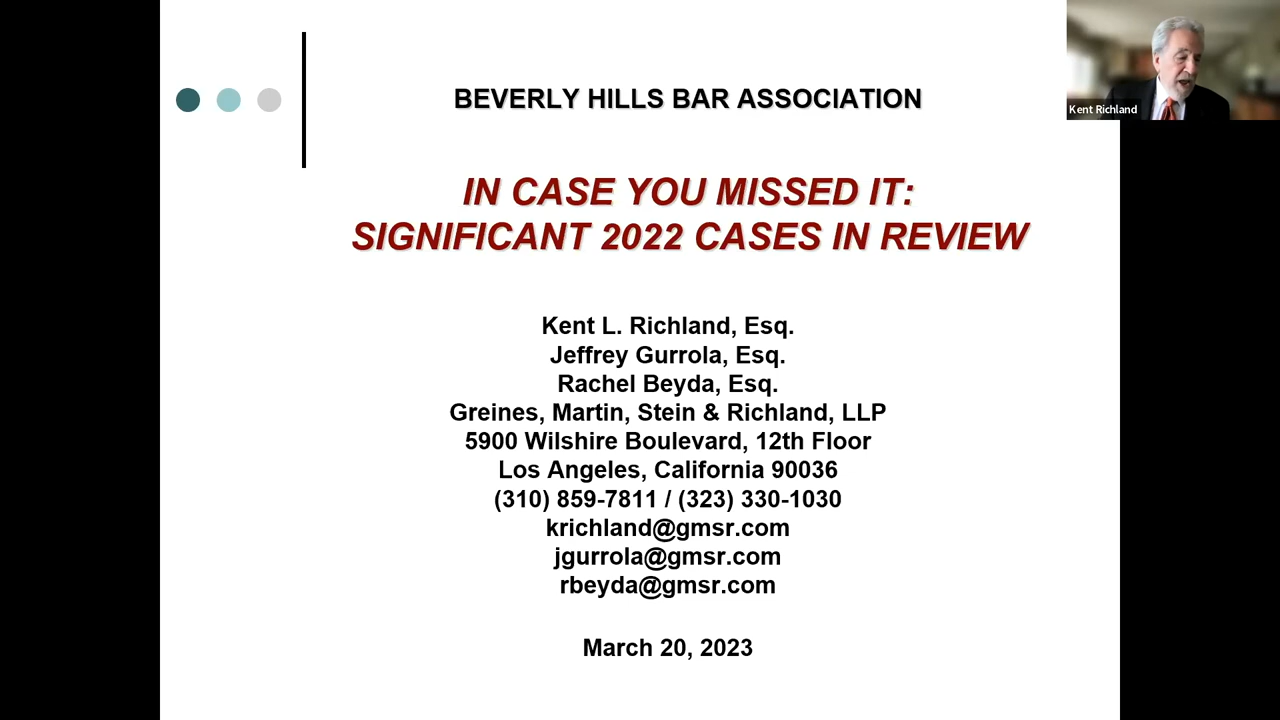 BEVERLY HILLS BAR ASSOCIATION
Kent Richland
IN CASE YOU MISSED IT:
SIGNIFICANT 2022 CASES IN REVIEW
Kent L. Richland, Esq.
Jeffrey Gurrola, Esq.
Rachel Beyda, Esq.
Greines, Martin, Stein & Richland, LLP
5900 Wilshire Boulevard, 12th Floor
Los Angeles, California 90036
(310) 859-7811 / (323) 330-1030
krichland@gmsr.com
jgurrola@gmsr.com
rbeyda@gmsr.com
March 20, 2023